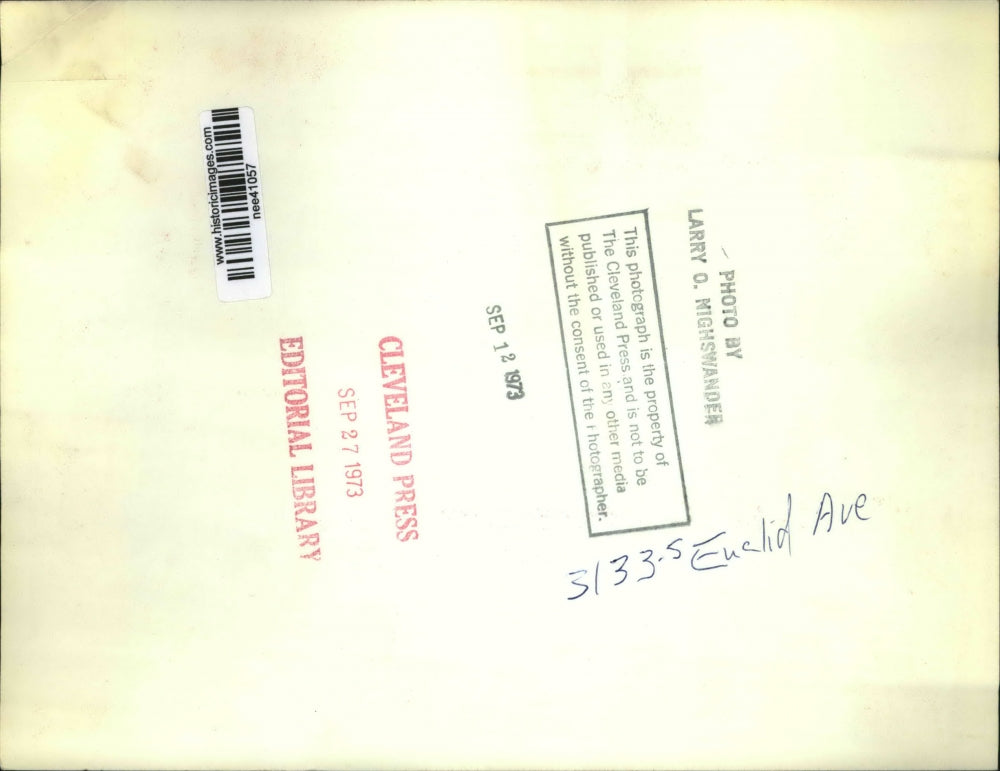 PHOTO BY
LARRY O. NIGHSWANDER
This photograph is the property of
The Cleveland Press and is not to be
published or used in any other media
without the consent of the photographer.
SEP 12 1973
CLEVELAND PRESS
SEP 27 1973
EDITORIAL LIBRARY
www.historicimages.com
nee41057
3133-S Euclid Ave